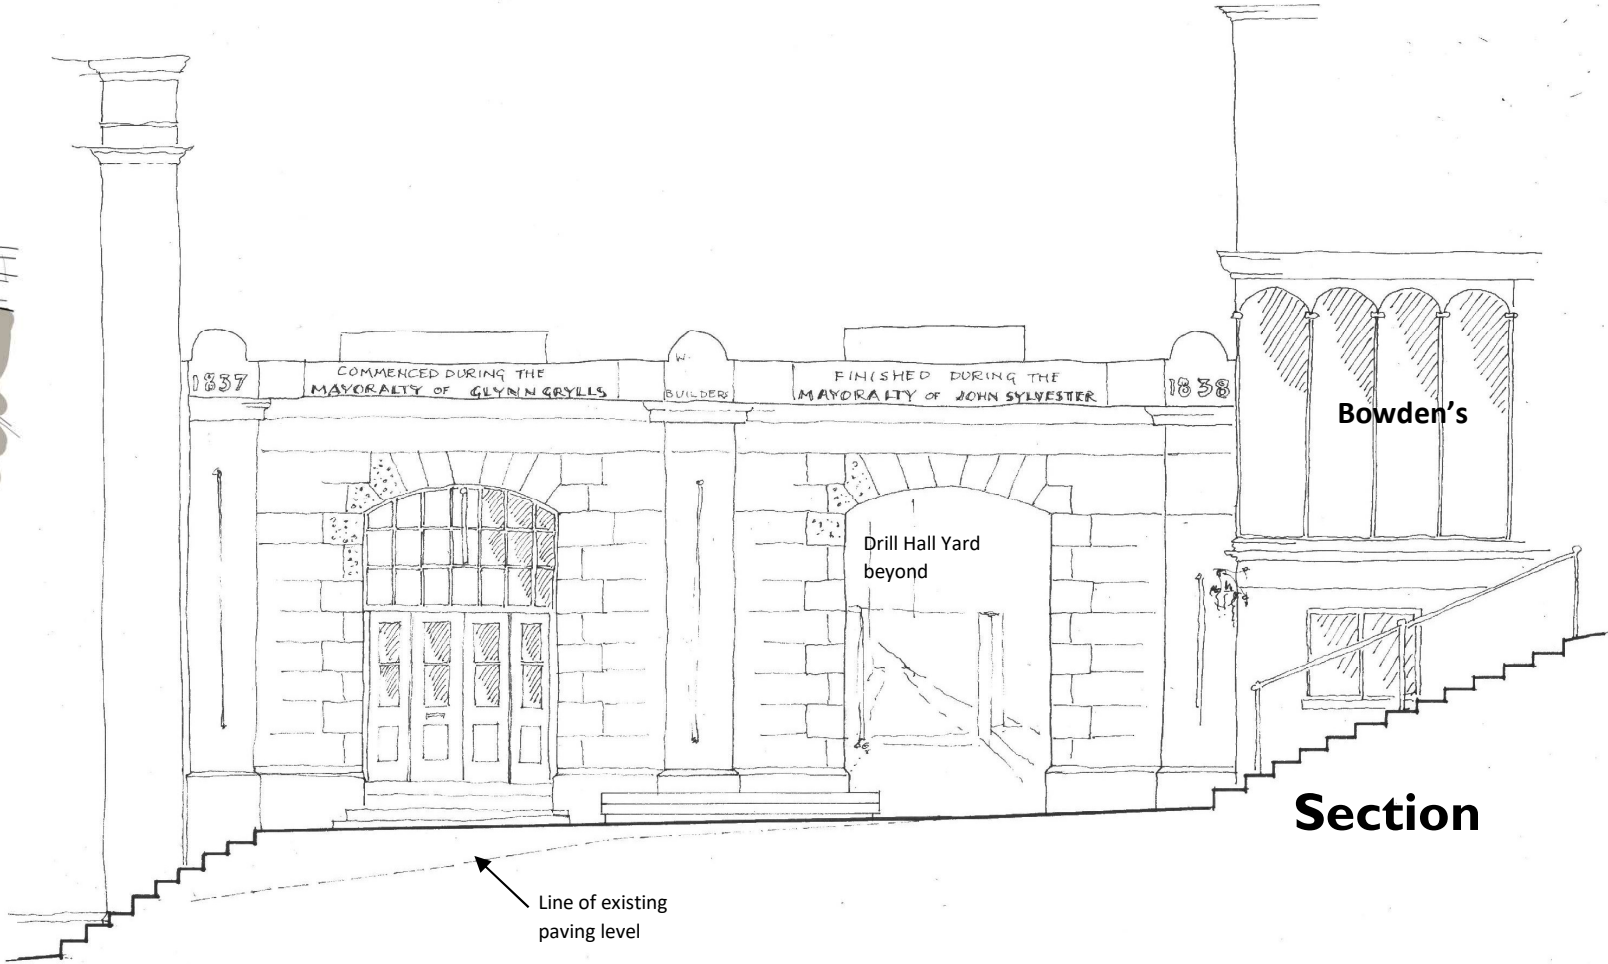 1837
COMMENCED DURING THE
MAYORALTY OF GLYNN GRYLLS
W.
BUILDERS
FINISHED DURING THE
MAYORALTY OF JOHN SYLVESTER
1838
Bowden's
Drill Hall Yard
beyond
Section
Line of existing
paving level